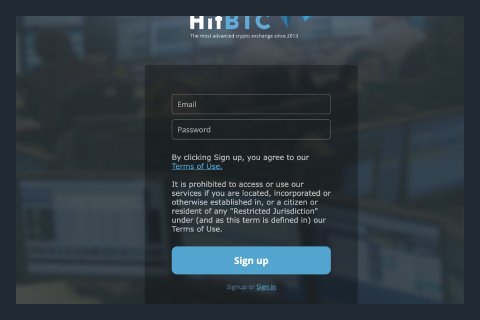 HitBTC
The most advanced crypto exchange since 2013
Email
Password
By clicking Sign up, you agree to our
Terms of Use.
It is prohibited to access or use our
services if you are located, incorporated or
otherwise established in, or a citizen or
resident of any "Restricted Jurisdiction"
under (and as this term is defined in) our
Terms of Use.
Sign up
Signup or Sign in